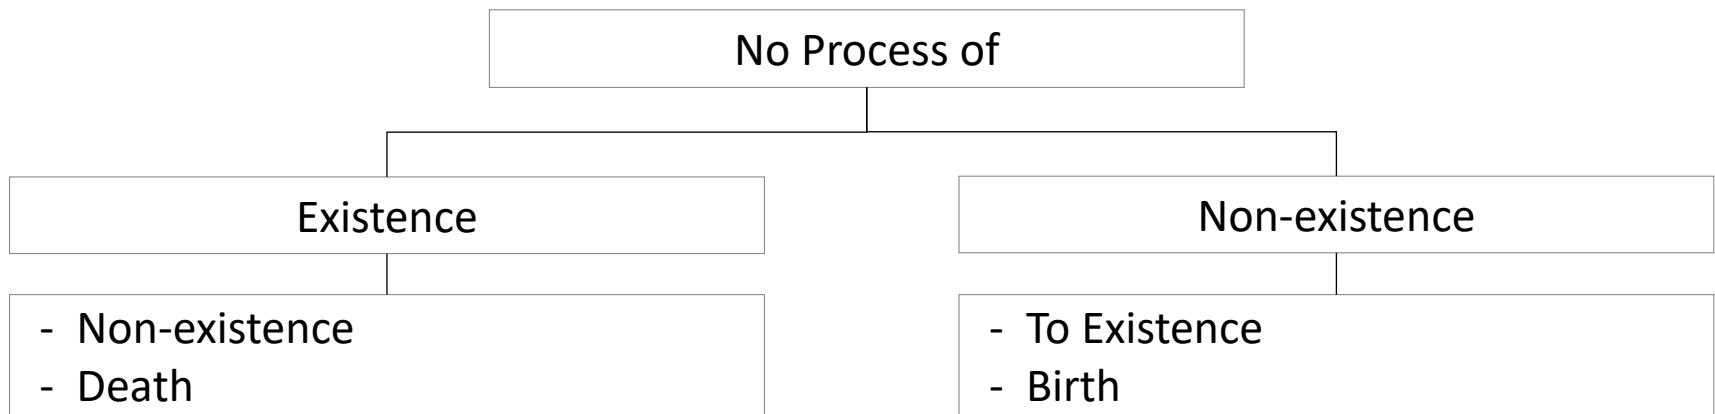 No Process of
Existence
Non-existence
- Non-existence
- Death
- To Existence
- Birth